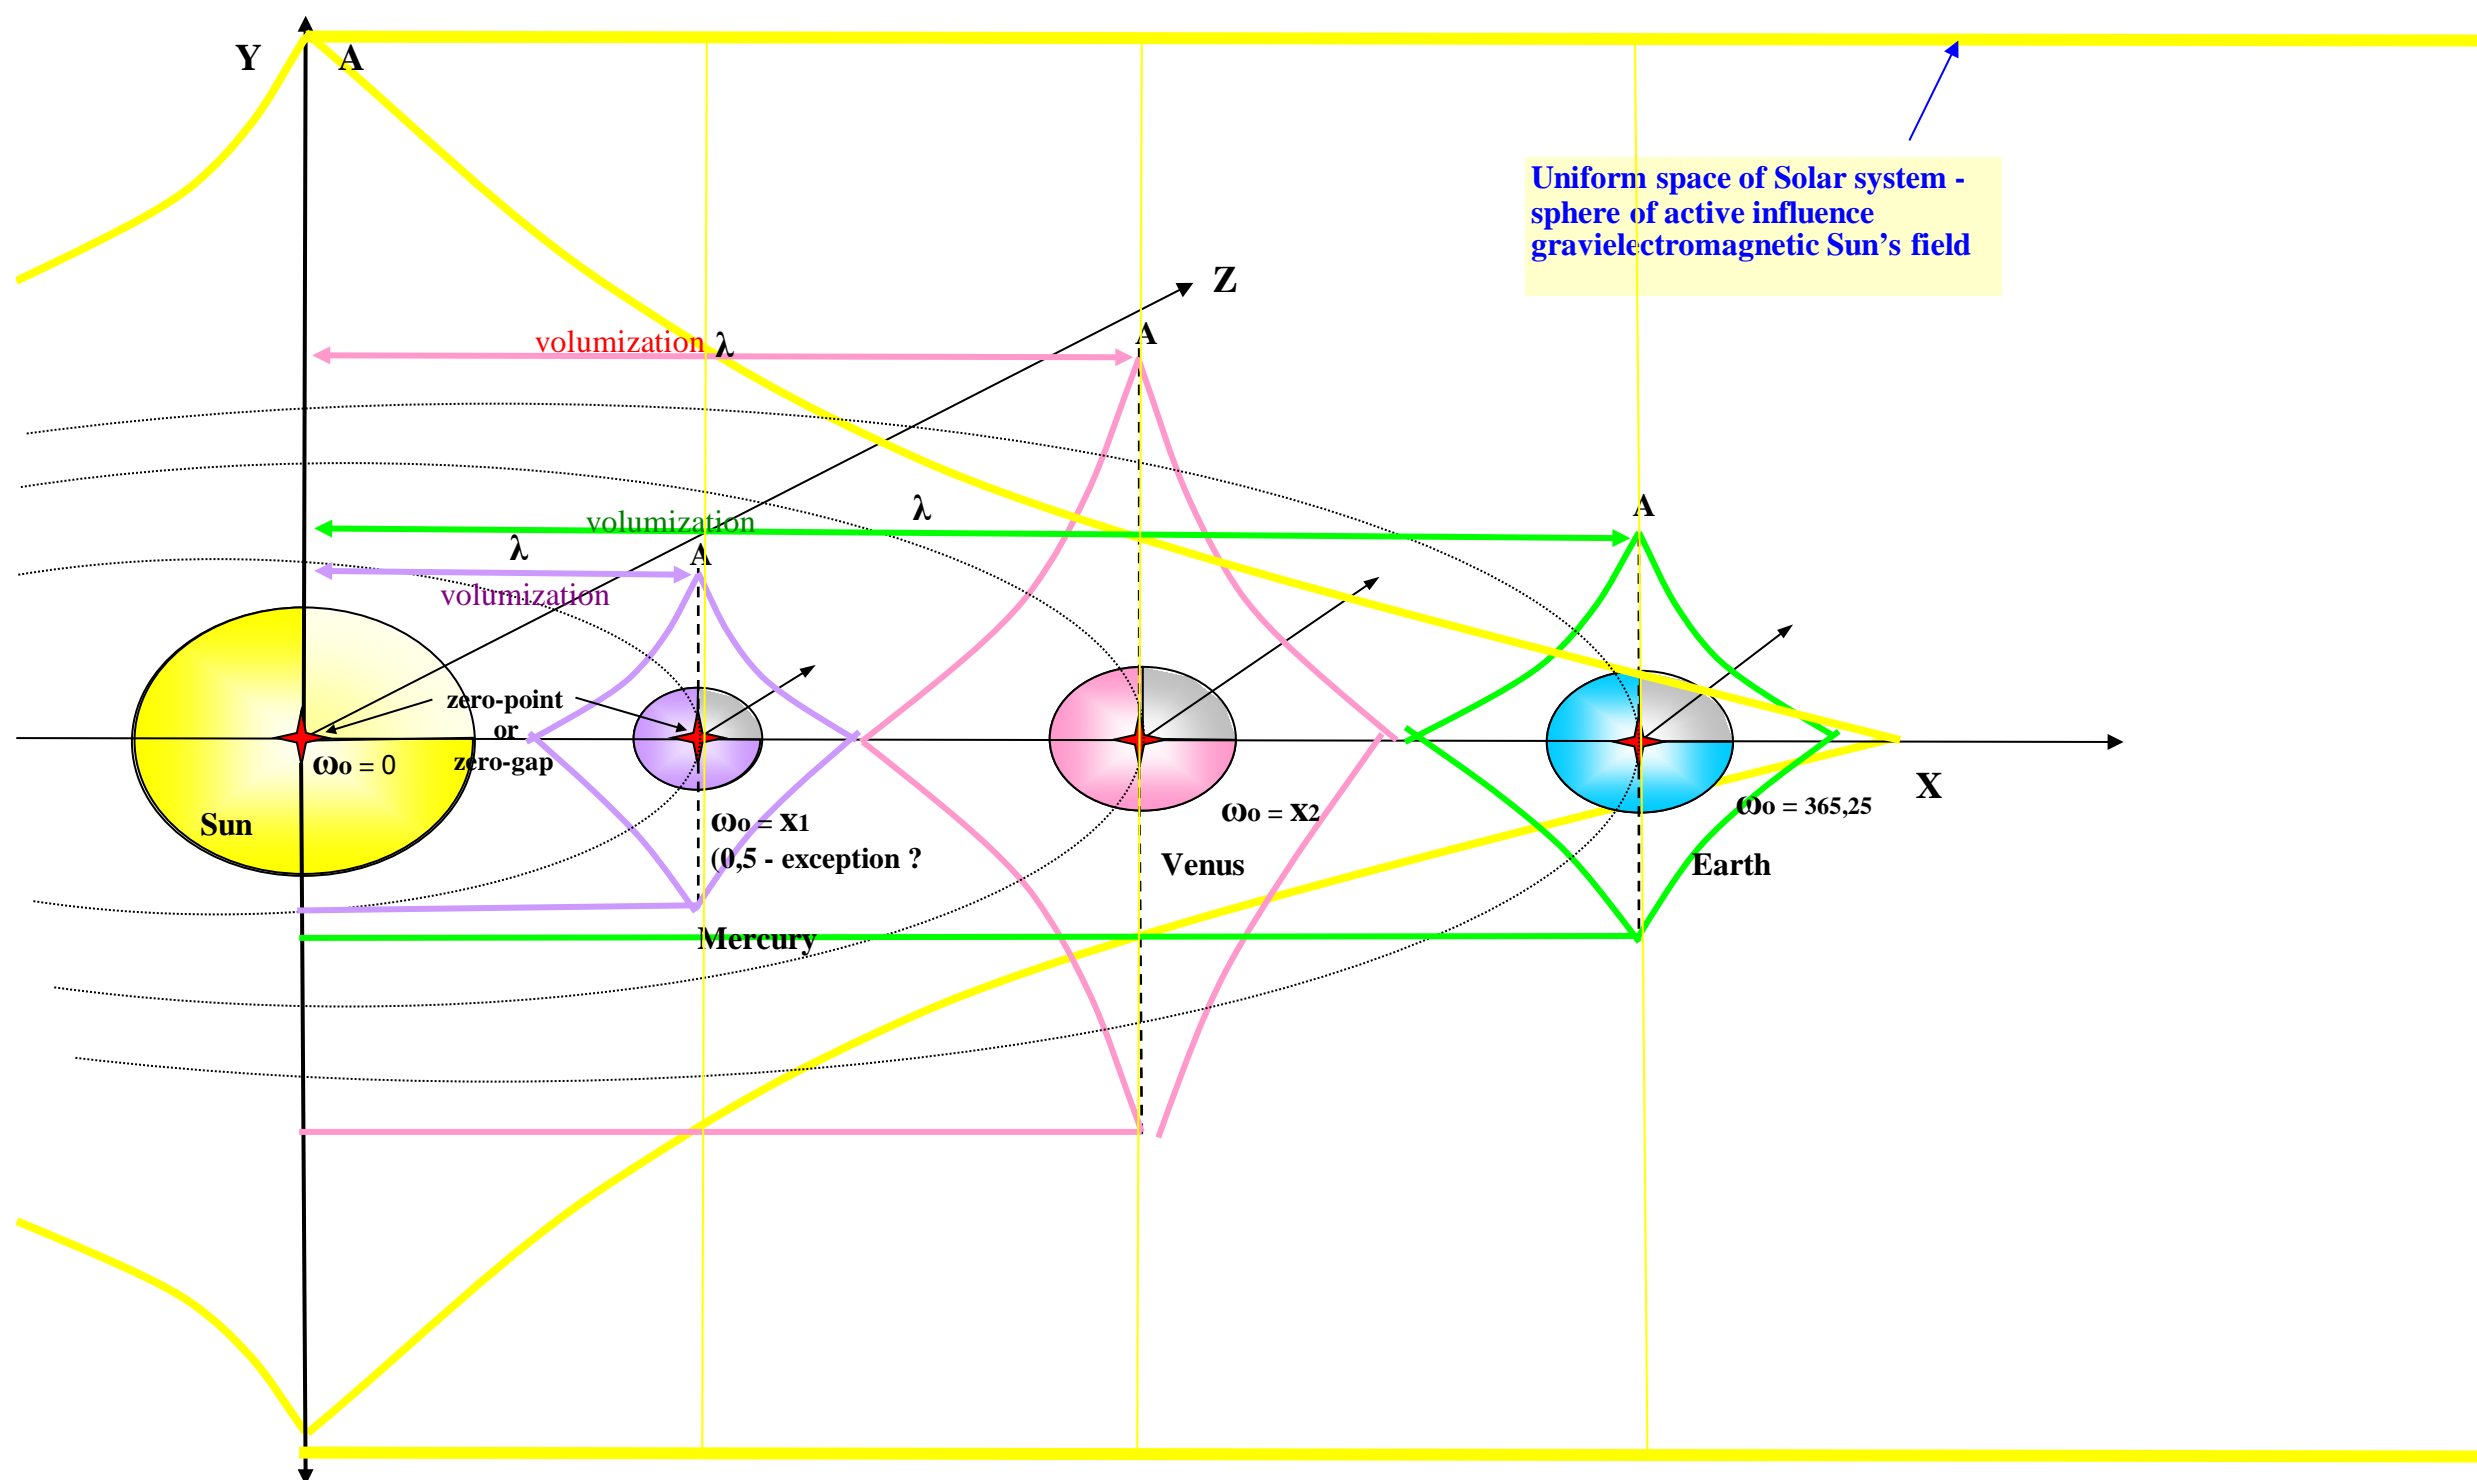 Y
A
Uniform space of Solar system -
sphere of active influence
gravielectromagnetic Sun's field
Z
A
volumization λ
λ
A
volumization
λ
A
volumization
zero-point
or
zero-gap
ωo = 0
Sun
X
ωo = x1
(0,5 - exception ?
ωo = x2
ωo = 365,25
Venus
Earth
Mercury